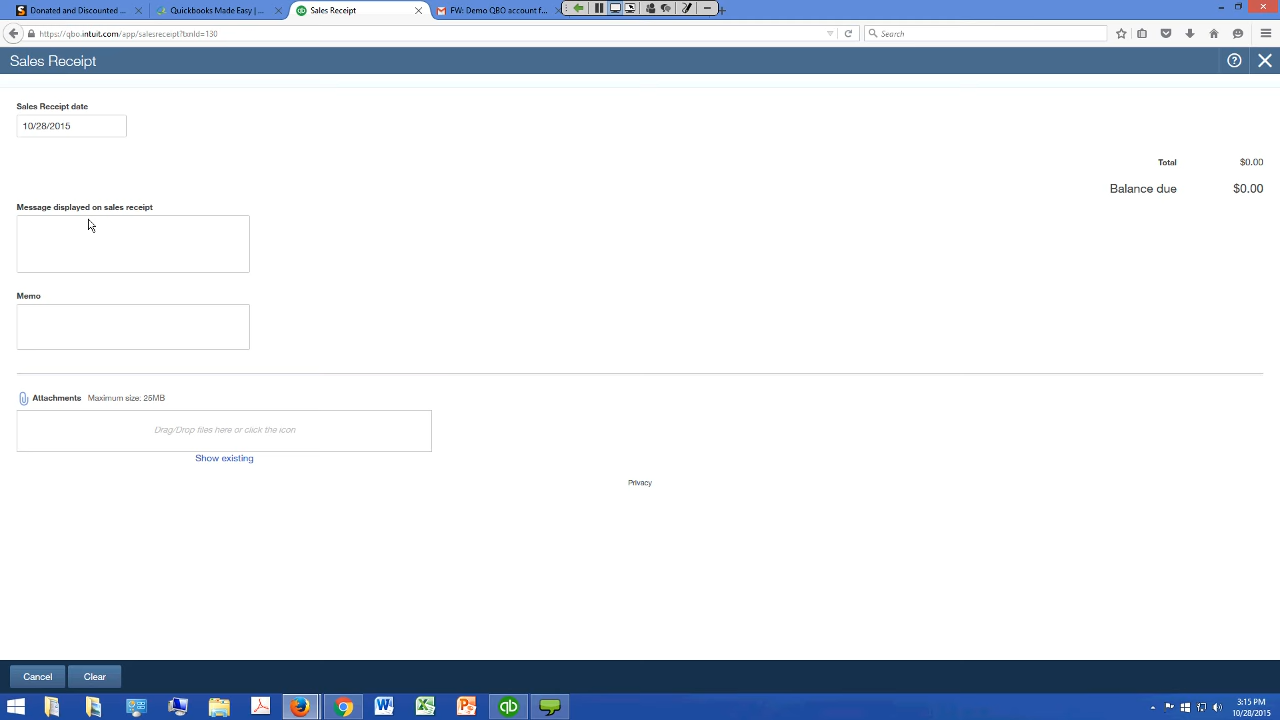 Donated and Discounted ...
Quickbooks Made Easy | ...
Sales Receipt
FW: Demo QBO account f...
https://qbo.intuit.com/app/salesreceipt?txnId=130
Search
Sales Receipt
Sales Receipt date
10/28/2015
Total $0.00
Balance due $0.00
Message displayed on sales receipt
Memo
Attachments Maximum size: 25MB
Drag/Drop files here or click the icon
Show existing
Privacy
Cancel
Clear
3:15 PM
10/28/2015